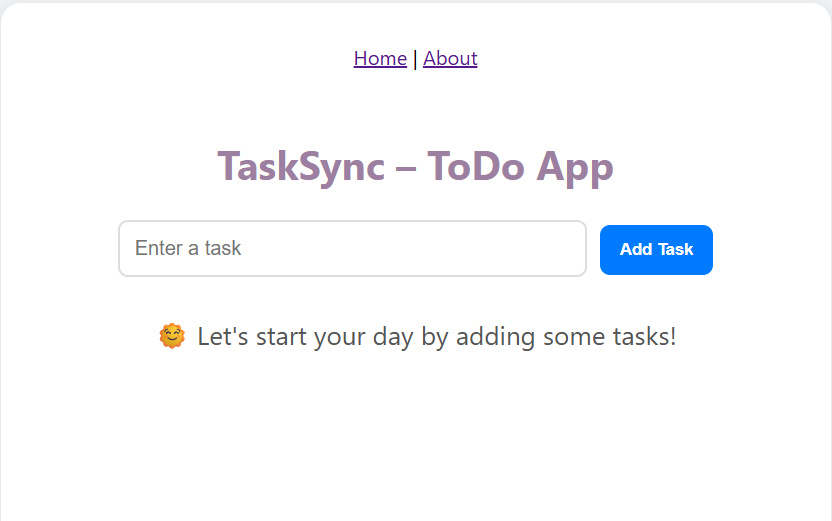 Home | About
TaskSync – ToDo App
Enter a task
Add Task
🌞 Let's start your day by adding some tasks!